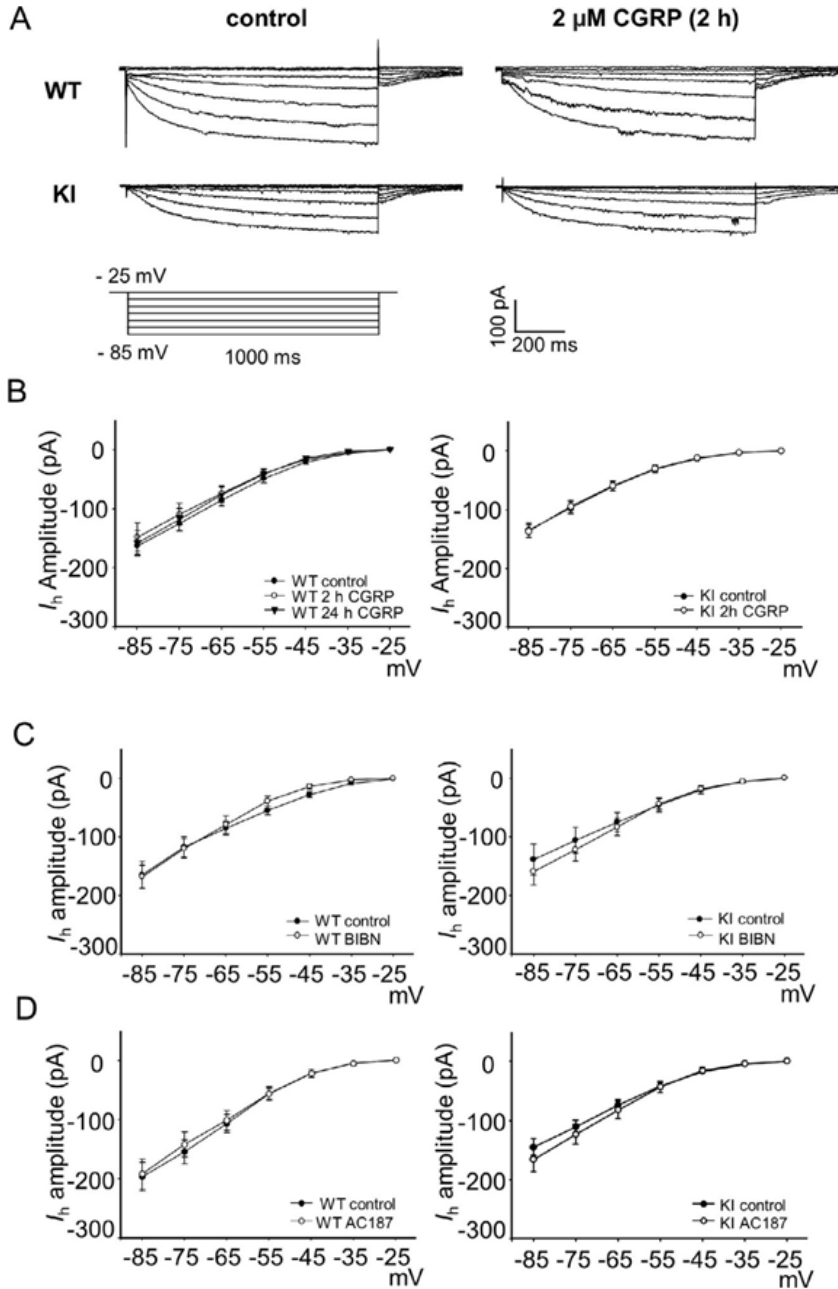 A
control
2 µM CGRP (2 h)
WT
KI
- 25 mV
- 85 mV
1000 ms
100 pA
200 ms
B
Ih Amplitude (pA)
0
-100
-200
-300
WT control
WT 2 h CGRP
WT 24 h CGRP
-85 -75 -65 -55 -45 -35 -25
mV
Ih Amplitude (pA)
0
-100
-200
-300
KI control
KI 2h CGRP
-85 -75 -65 -55 -45 -35 -25
mV
C
Ih amplitude (pA)
0
-100
-200
-300
WT control
WT BIBN
-85 -75 -65 -55 -45 -35 -25
mV
Ih amplitude (pA)
0
-100
-200
-300
KI control
KI BIBN
-85 -75 -65 -55 -45 -35 -25
mV
D
Ih amplitude (pA)
0
-100
-200
-300
WT control
WT AC187
-85 -75 -65 -55 -45 -35 -25
mV
Ih amplitude (pA)
0
-100
-200
-300
KI control
KI AC187
-85 -75 -65 -55 -45 -35 -25
mV